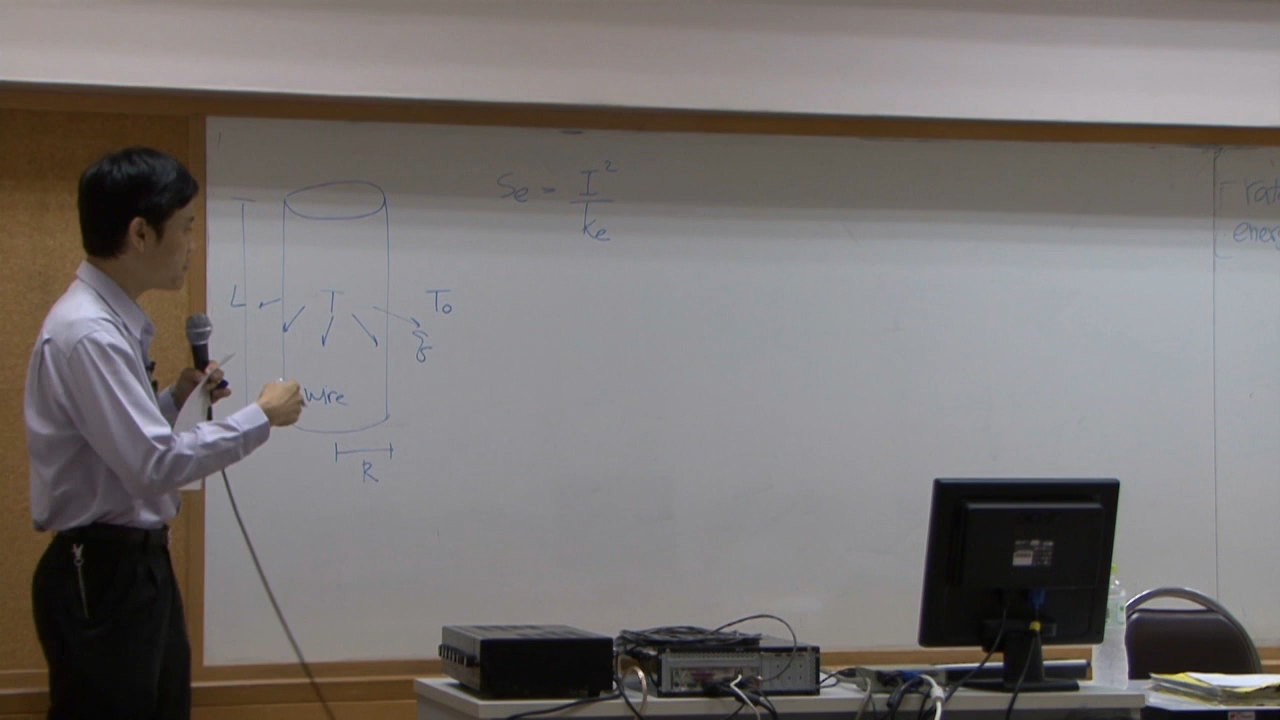 Se = I²/ke
L
T
To
q
wire
R
[